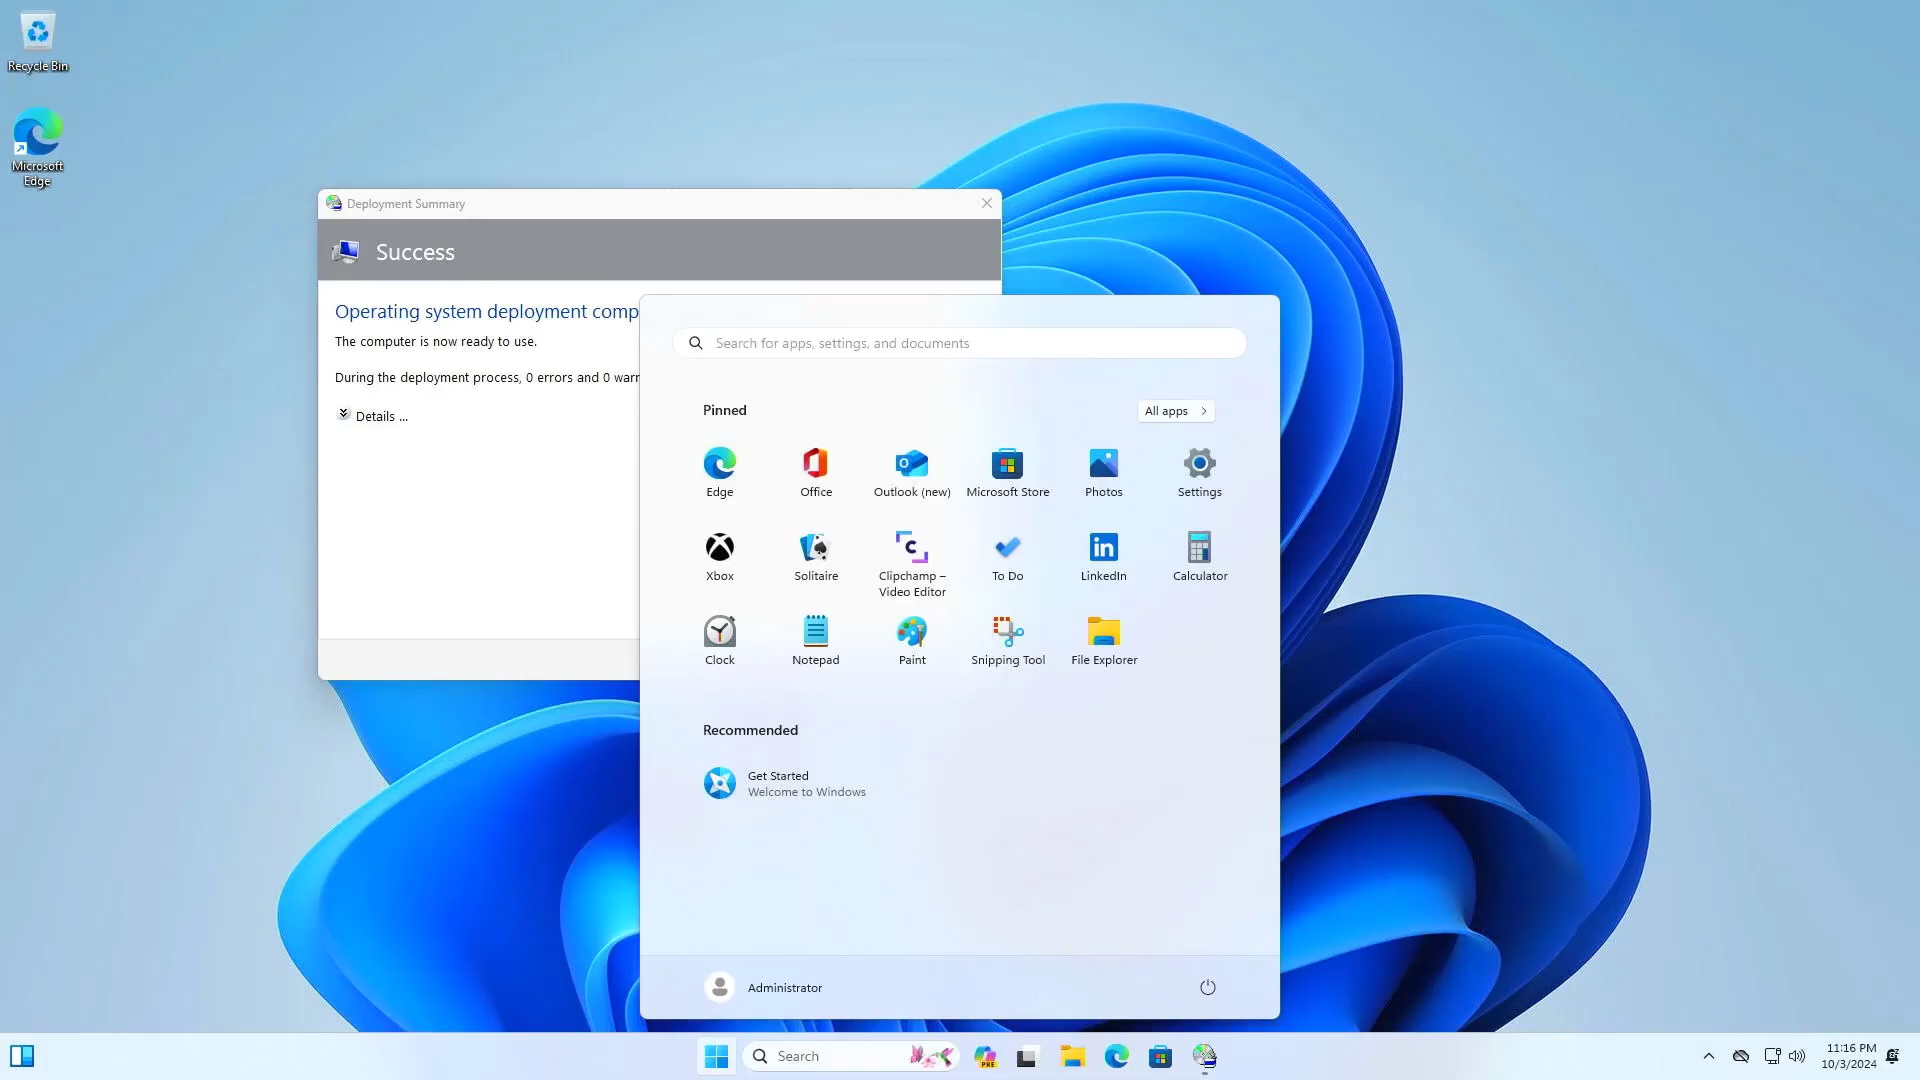 Recycle Bin
Microsoft
Edge
Deployment Summary
Success
Operating system deployment comp
The computer is now ready to use.
During the deployment process, 0 errors and 0 warr
Details ...
Search for apps, settings, and documents
Pinned
All apps
Edge
Office
Outlook (new)
Microsoft Store
Photos
Settings
Xbox
Solitaire
Clipchamp –
Video Editor
To Do
LinkedIn
Calculator
Clock
Notepad
Paint
Snipping Tool
File Explorer
Recommended
Get Started
Welcome to Windows
Administrator
Search
PRE
11:16 PM
10/3/2024